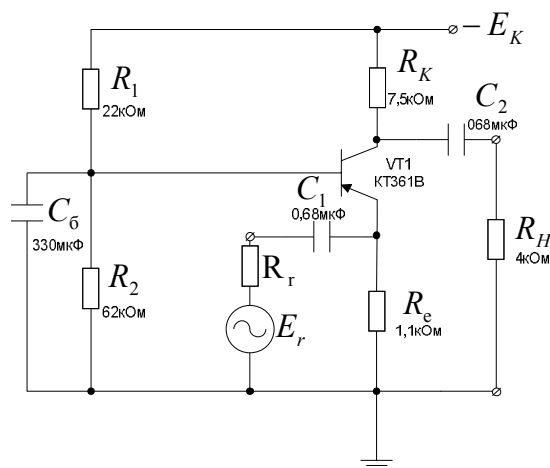 − E_K
R_1
22кОм
R_K
7,5кОм
C_2
068мкФ
VT1
КТ361В
C_1
0,68мкФ
C_б
330мкФ
R_2
62кОм
R_r
E_r
R_e
1,1кОм
R_H
4кОм